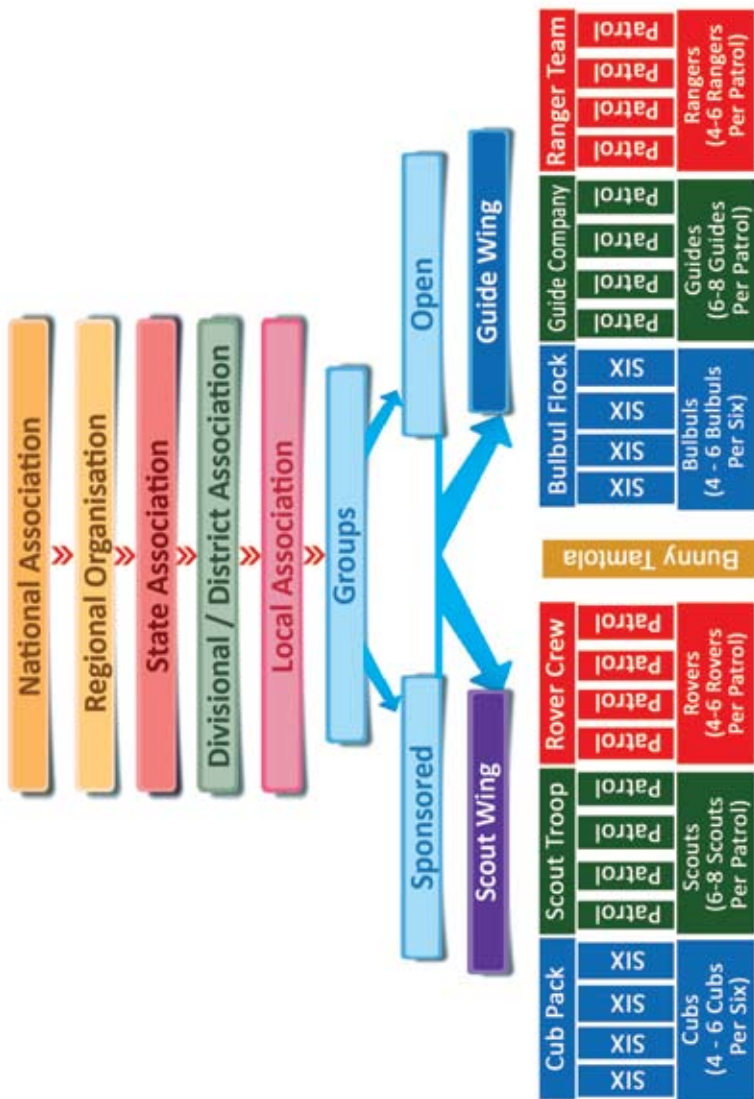 National Association
Regional Organisation
State Association
Divisional / District Association
Local Association
Groups
Sponsored
Open
Scout Wing
Guide Wing
Cub Pack
SIX
SIX
SIX
SIX
Cubs
(4 - 6 Cubs
Per Six)
Scout Troop
Patrol
Patrol
Patrol
Patrol
Scouts
(6-8 Scouts
Per Patrol)
Rover Crew
Patrol
Patrol
Patrol
Patrol
Rovers
(4-6 Rovers
Per Patrol)
Bunny Tamtola
Bulbul Flock
SIX
SIX
SIX
SIX
Bulbuls
(4 - 6 Bulbuls
Per Six)
Guide Company
Patrol
Patrol
Patrol
Patrol
Guides
(6-8 Guides
Per Patrol)
Ranger Team
Patrol
Patrol
Patrol
Patrol
Rangers
(4-6 Rangers
Per Patrol)